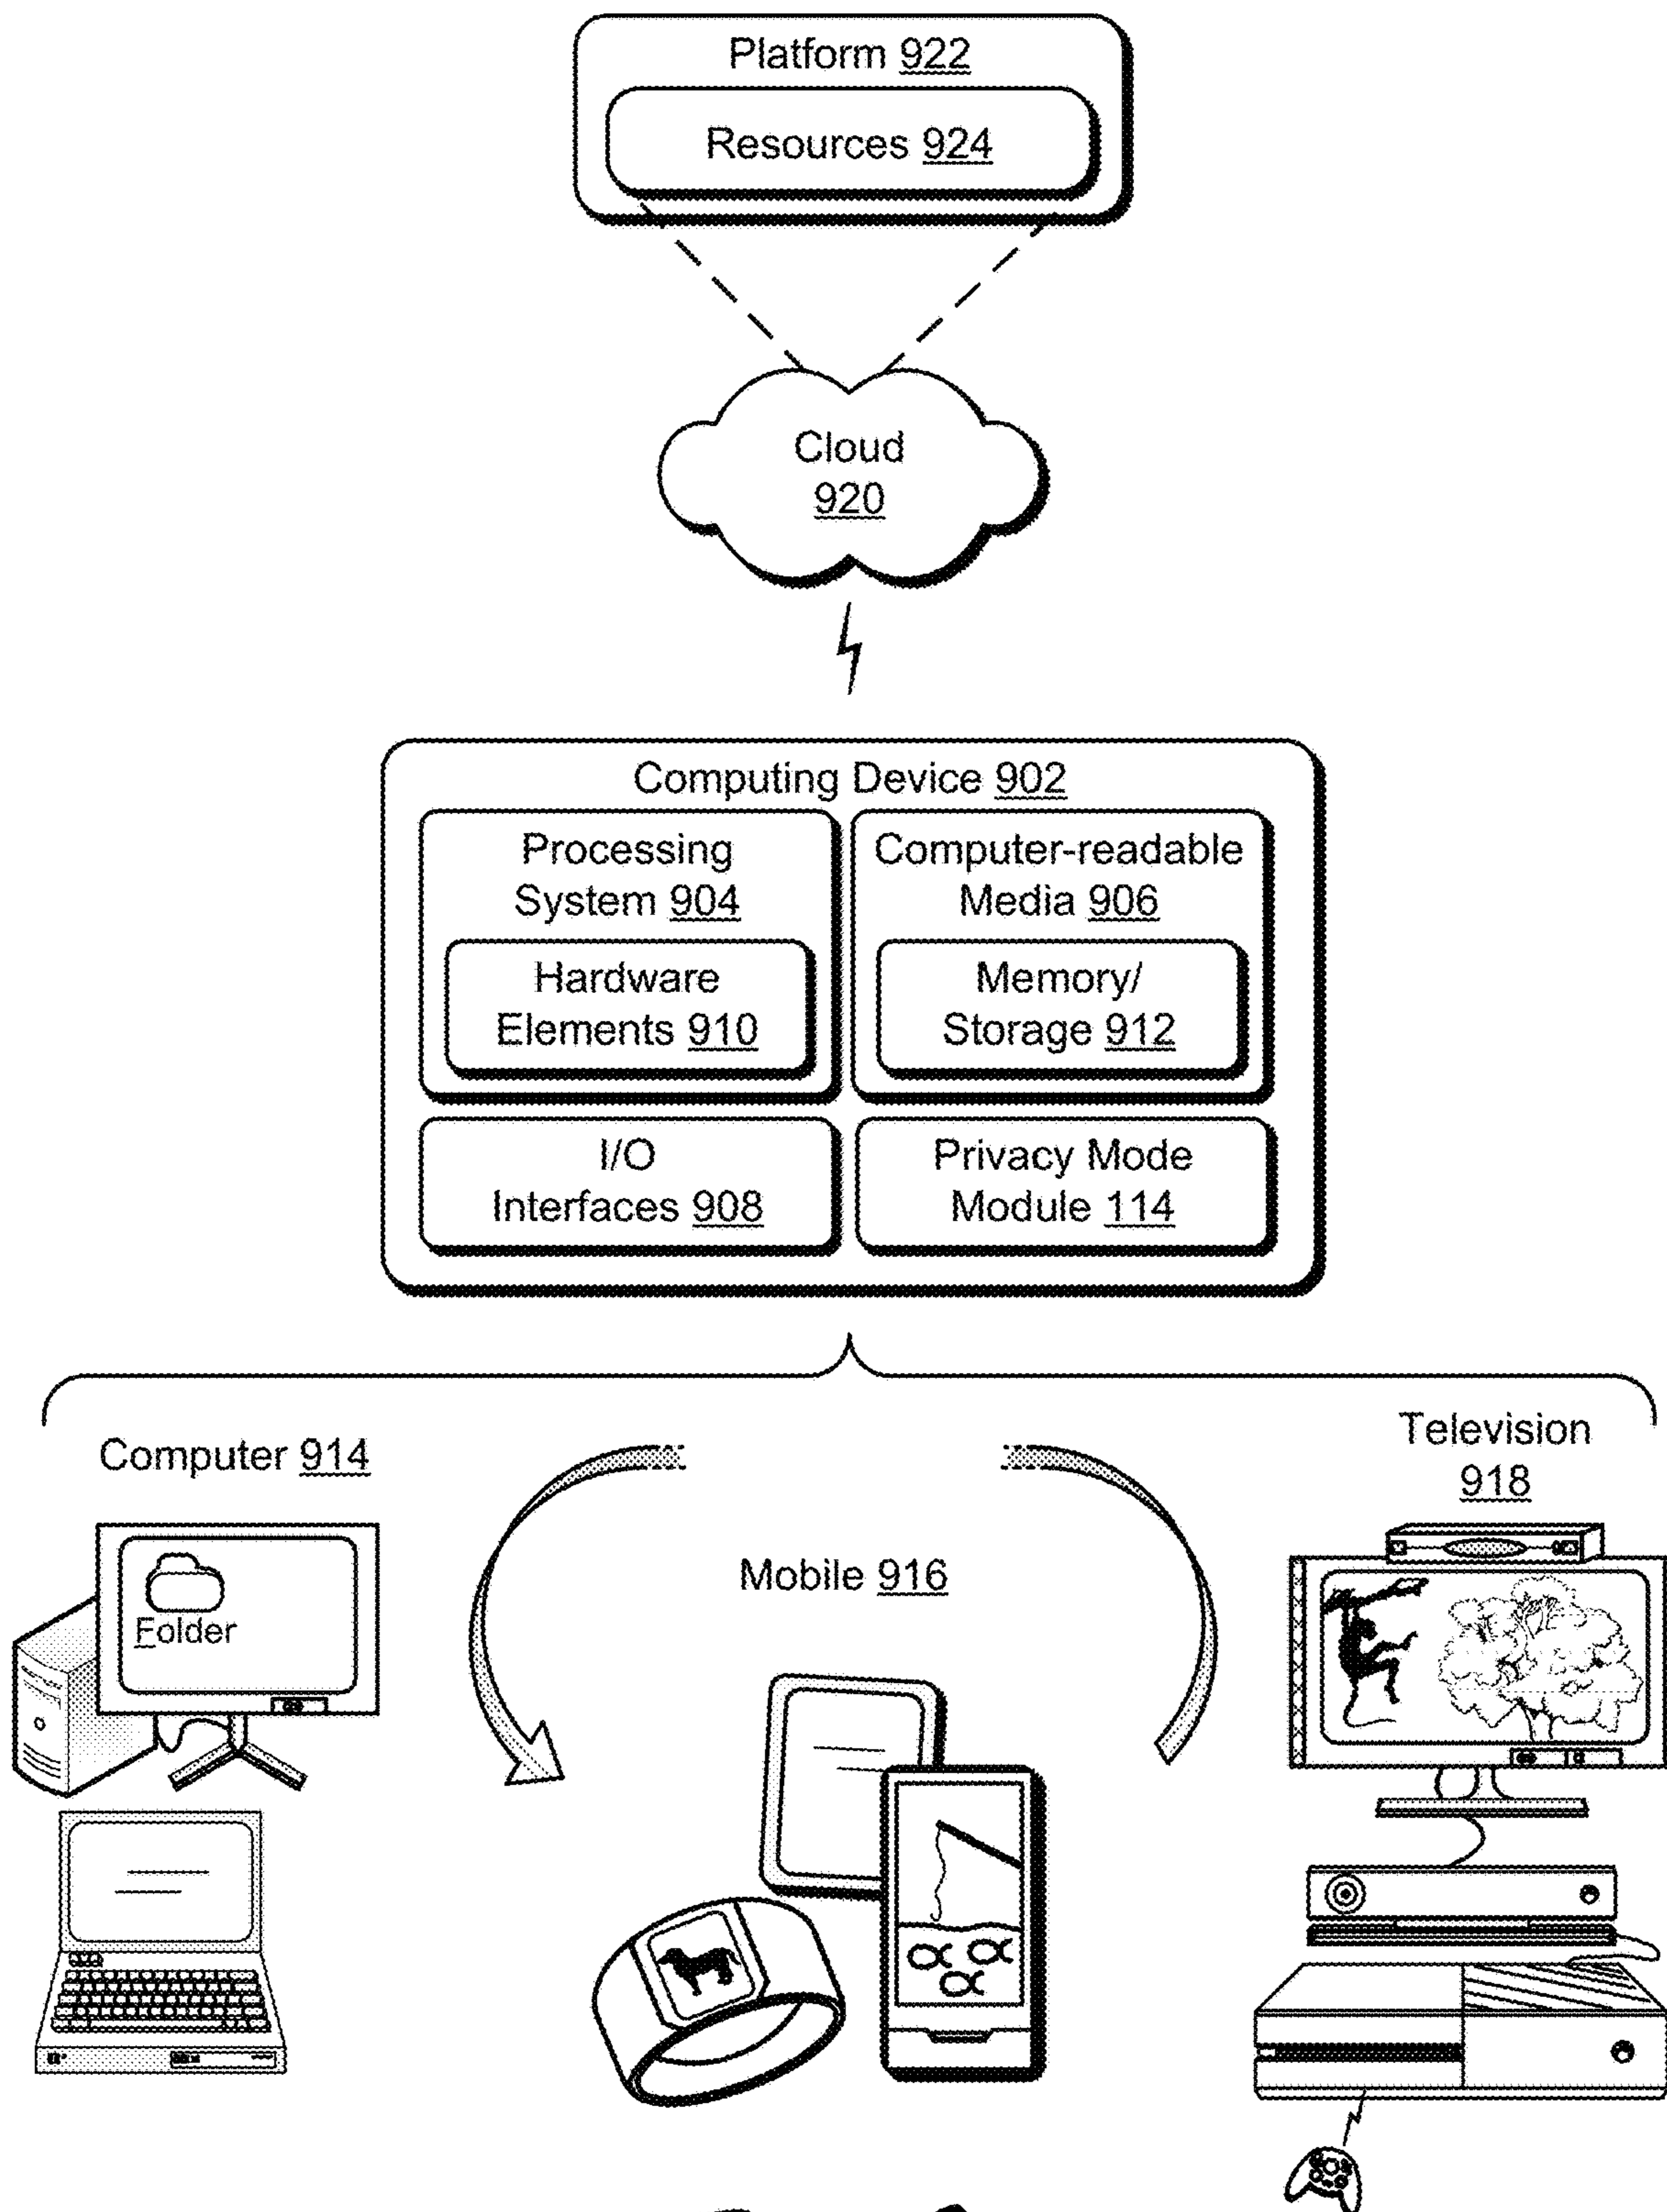 Platform 922
Resources 924
Cloud
920
Computing Device 902
Processing
System 904
Computer-readable
Media 906
Hardware
Elements 910
Memory/
Storage 912
I/O
Interfaces 908
Privacy Mode
Module 114
Computer 914
Television
918
Mobile 916
Folder